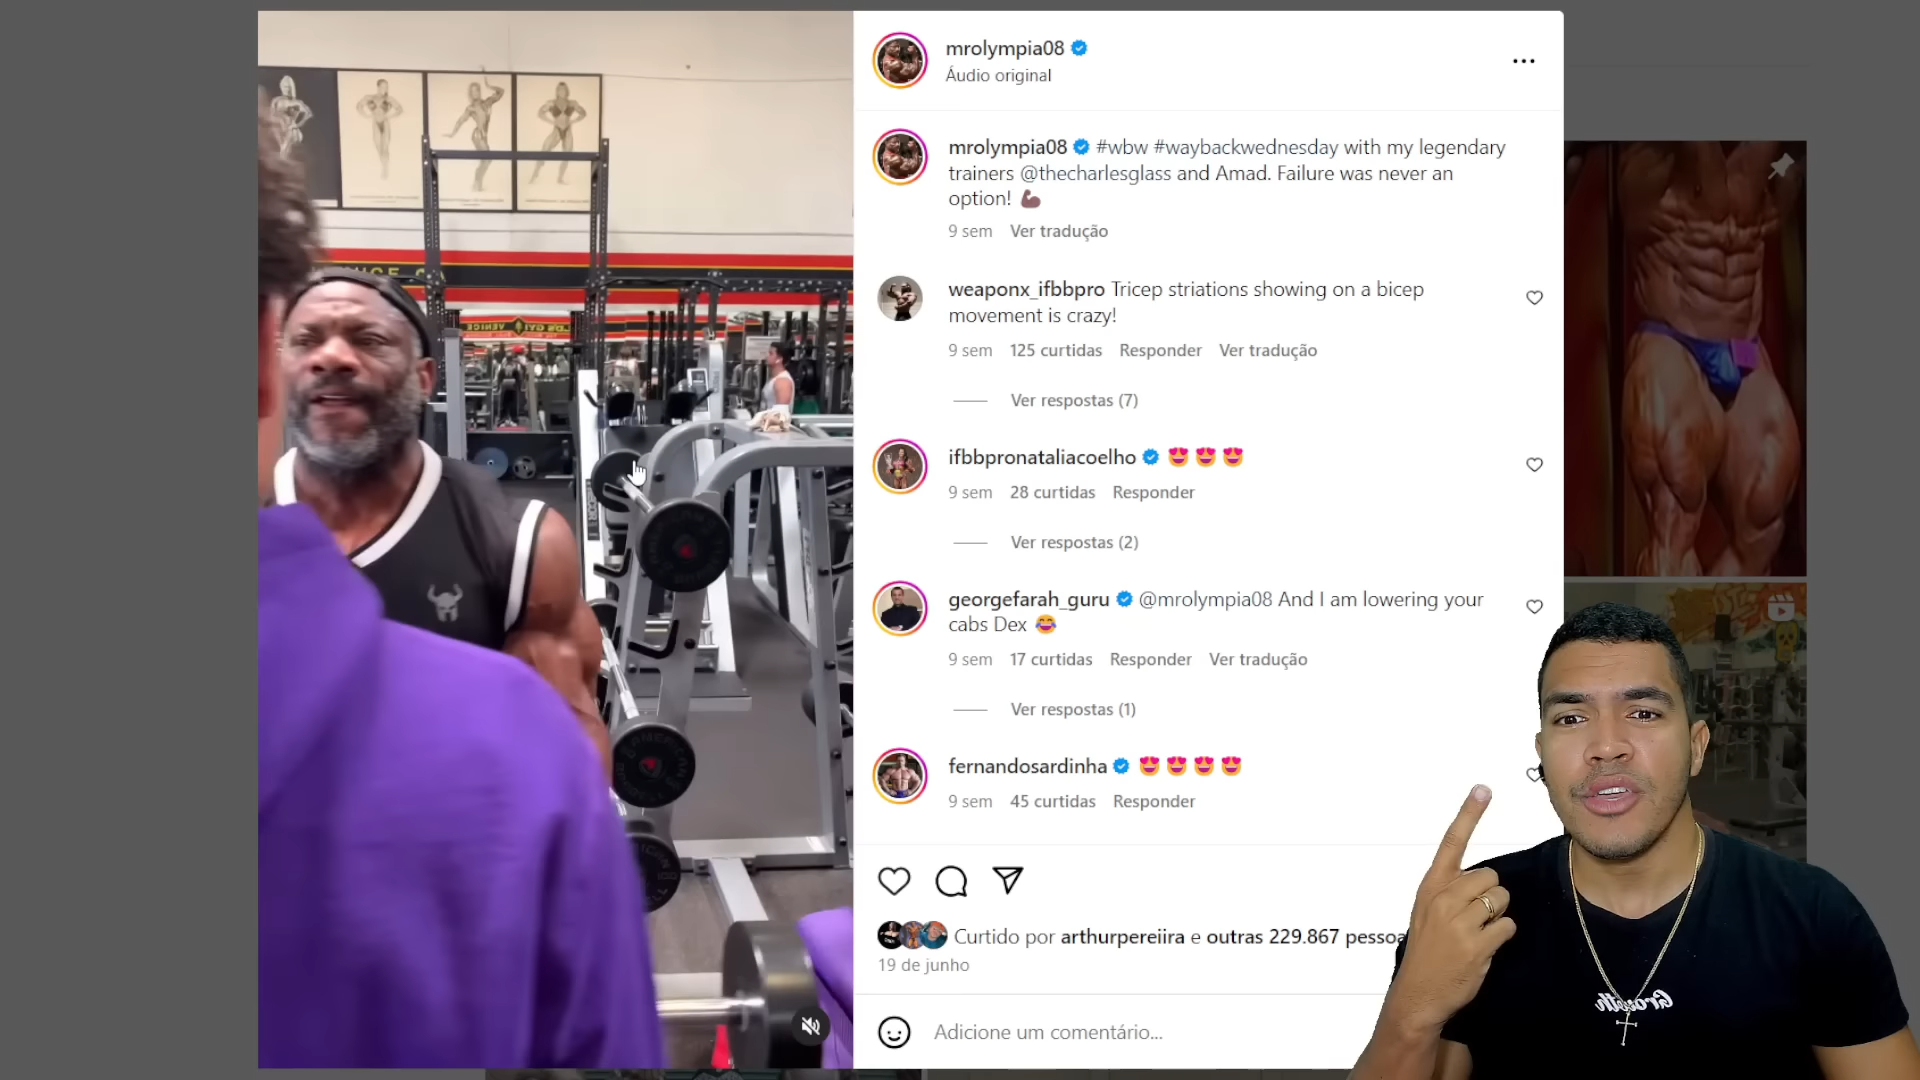 mrolympia08
Áudio original
mrolympia08 #wbw #waybackwednesday with my legendary
trainers @thecharlesglass and Amad. Failure was never an
option! 💪🏿
9 sem Ver tradução
weaponx_ifbbpro Tricep striations showing on a bicep
movement is crazy!
9 sem 125 curtidas Responder Ver tradução
Ver respostas (7)
ifbbpronataliacoelho 😍 😍 😍
9 sem 28 curtidas Responder
Ver respostas (2)
georgefarah_guru @mrolympia08 And I am lowering your
cabs Dex 😂
9 sem 17 curtidas Responder Ver tradução
Ver respostas (1)
fernandosardinha 😍 😍 😍 😍
9 sem 45 curtidas Responder
Curtido por arthurpereiira e outras 229.867 pessoa
19 de junho
Adicione um comentário...
Growth